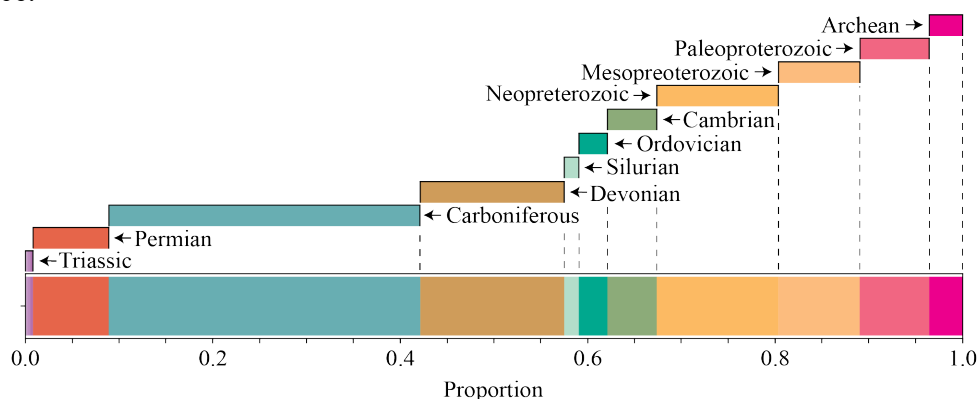 Archean →
Paleoproterozoic →
Mesopreoterozoic →
Neopreterozoic →
← Cambrian
← Ordovician
← Silurian
← Devonian
← Carboniferous
← Permian
← Triassic
0.0 0.2 0.4 0.6 0.8 1.0
Proportion